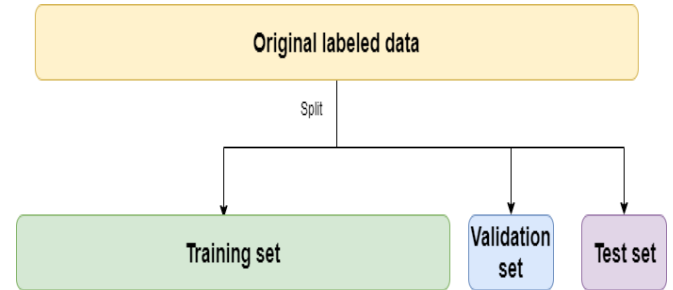 Original labeled data
Split
Training set
Validation
set
Test set